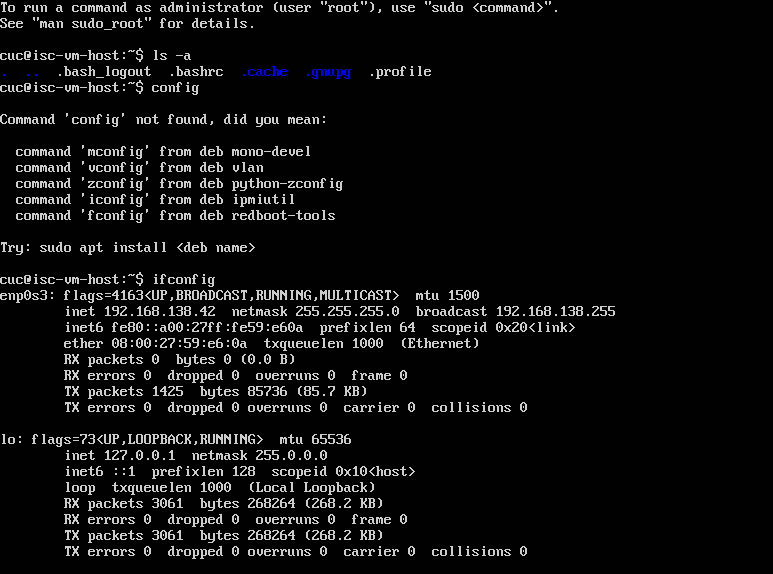 To run a command as administrator (user "root"), use "sudo <command>".
See "man sudo_root" for details.
cuc@isc-vm-host:~$ ls -a
.  ..  .bash_logout  .bashrc  .cache  .gnupg  .profile
cuc@isc-vm-host:~$ config
Command 'config' not found, did you mean:
  command 'mconfig' from deb mono-devel
  command 'vconfig' from deb vlan
  command 'zconfig' from deb python-zconfig
  command 'iconfig' from deb ipmiutil
  command 'fconfig' from deb redboot-tools
Try: sudo apt install <deb name>
cuc@isc-vm-host:~$ ifconfig
enp0s3: flags=4163<UP,BROADCAST,RUNNING,MULTICAST>  mtu 1500
        inet 192.168.138.42  netmask 255.255.255.0  broadcast 192.168.138.255
        inet6 fe80::a00:27ff:fe59:e60a  prefixlen 64  scopeid 0x20<link>
        ether 08:00:27:59:e6:0a  txqueuelen 1000  (Ethernet)
        RX packets 0  bytes 0 (0.0 B)
        RX errors 0  dropped 0  overruns 0  frame 0
        TX packets 1425  bytes 85736 (85.7 KB)
        TX errors 0  dropped 0 overruns 0  carrier 0  collisions 0
lo: flags=73<UP,LOOPBACK,RUNNING>  mtu 65536
        inet 127.0.0.1  netmask 255.0.0.0
        inet6 ::1  prefixlen 128  scopeid 0x10<host>
        loop  txqueuelen 1000  (Local Loopback)
        RX packets 3061  bytes 268264 (268.2 KB)
        RX errors 0  dropped 0  overruns 0  frame 0
        TX packets 3061  bytes 268264 (268.2 KB)
        TX errors 0  dropped 0 overruns 0  carrier 0  collisions 0